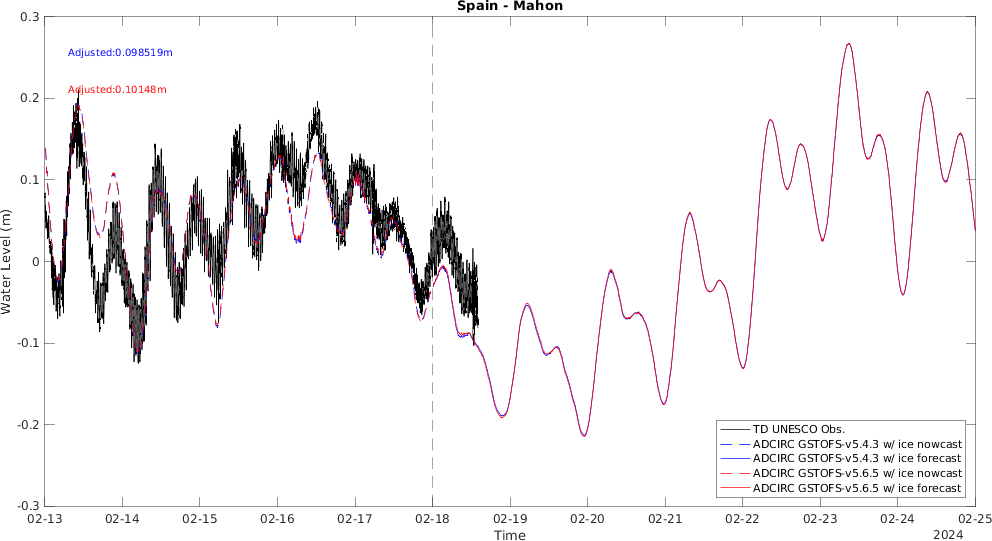 Spain - Mahon
0.3
Adjusted:0.098519m
Adjusted:0.10148m
0.2
0.1
0
-0.1
-0.2
-0.3
Water Level (m)
TD UNESCO Obs.
ADCIRC GSTOFS-v5.4.3 w/ ice nowcast
ADCIRC GSTOFS-v5.4.3 w/ ice forecast
ADCIRC GSTOFS-v5.6.5 w/ ice nowcast
ADCIRC GSTOFS-v5.6.5 w/ ice forecast
02-13 02-14 02-15 02-16 02-17 02-18 02-19 02-20 02-21 02-22 02-23 02-24 02-25
Time
2024